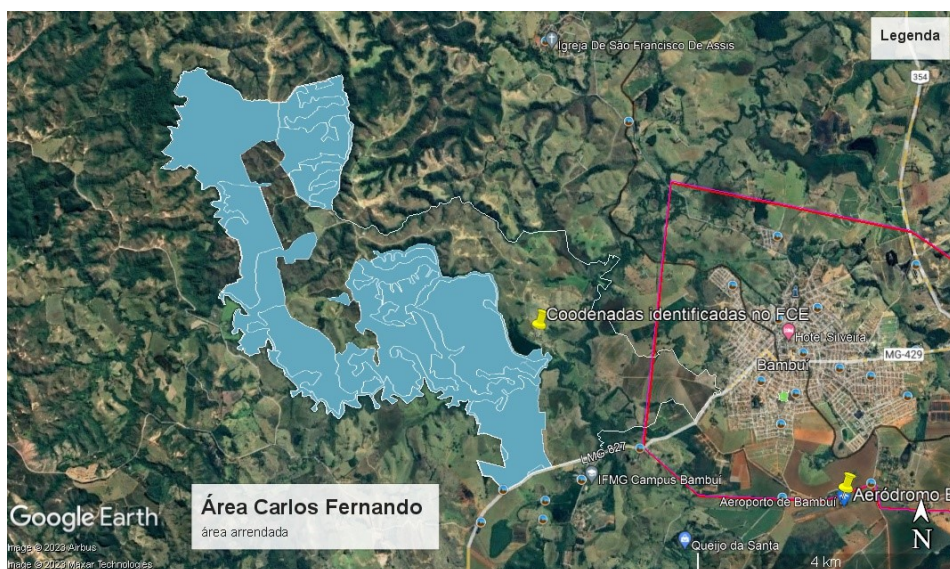 Igreja De São Francisco De Assis
Legenda
354
Coodenadas identificadas no FCE
Hotel Silveira
MG-429
Bambuí
LMG-827
IFMG Campus Bambuí
Aeroporto de Bambuí
Aeródromo B
Área Carlos Fernando
área arrendada
Google Earth
Queijo da Santa
N
Image © 2023 Airbus
Image © 2023 Maxar Technologies
4 km